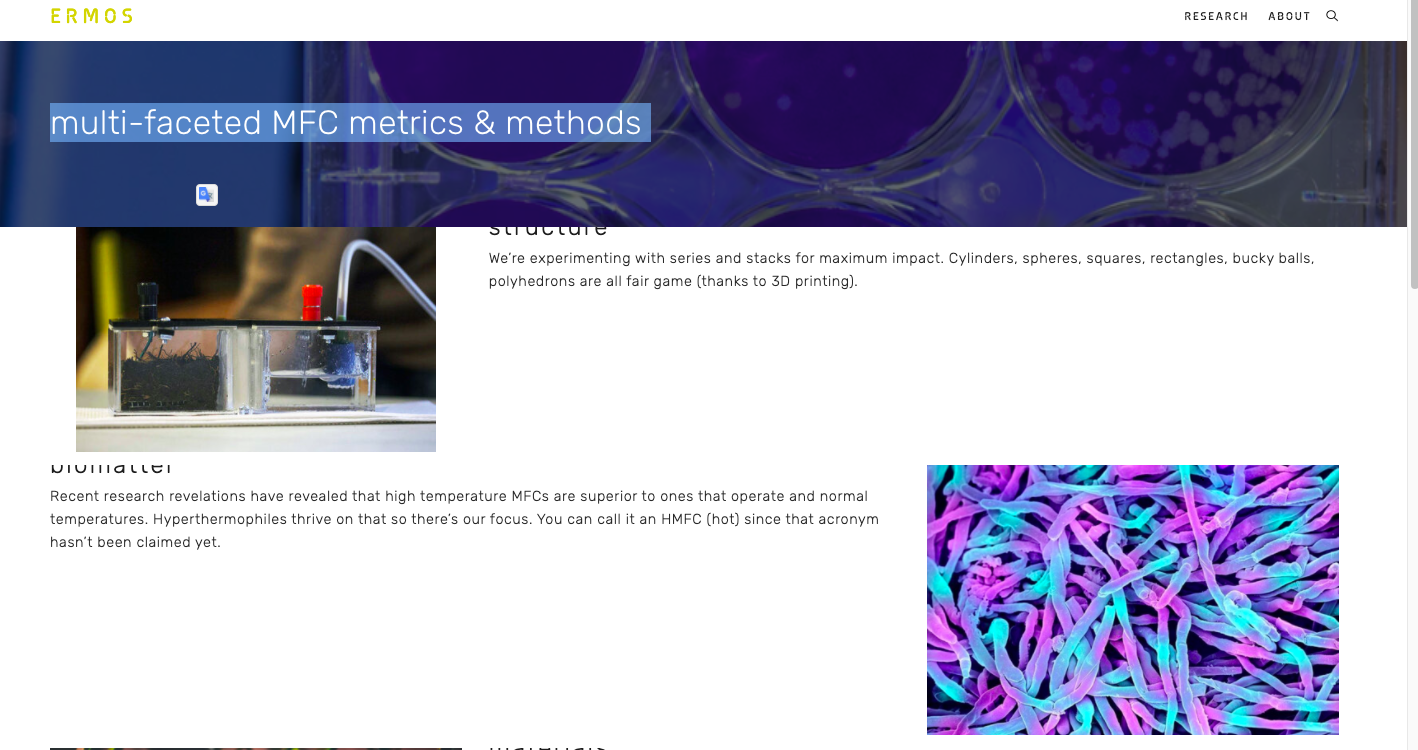 ERMOS
RESEARCH ABOUT
multi-faceted MFC metrics & methods
structure
We're experimenting with series and stacks for maximum impact. Cylinders, spheres, squares, rectangles, bucky balls,
polyhedrons are all fair game (thanks to 3D printing).
biomatter
Recent research revelations have revealed that high temperature MFCs are superior to ones that operate and normal
temperatures. Hyperthermophiles thrive on that so there's our focus. You can call it an HMFC (hot) since that acronym
hasn't been claimed yet.
materials